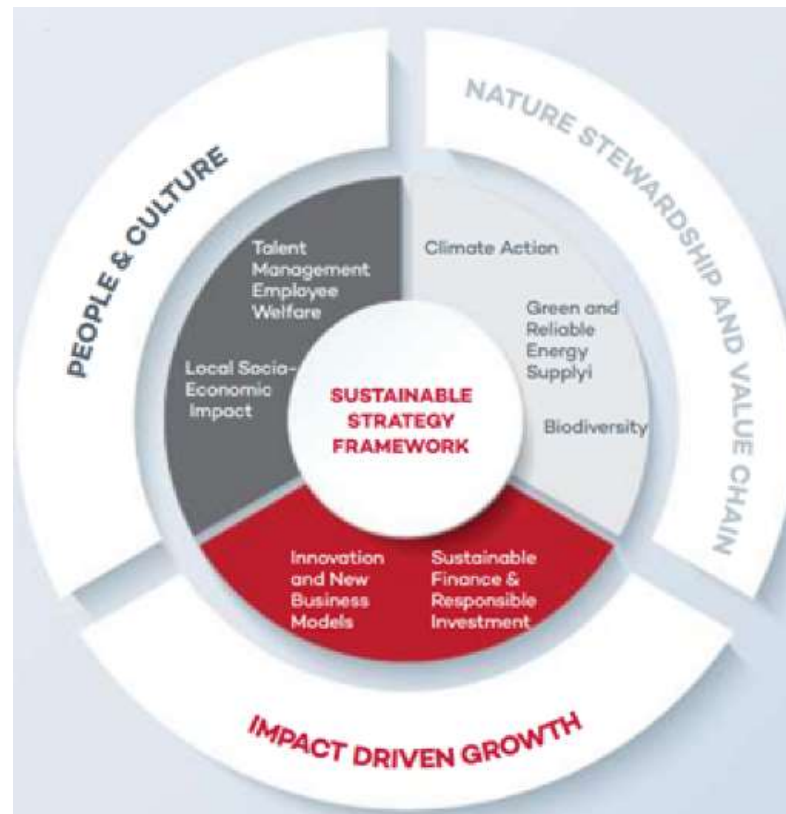 PEOPLE & CULTURE
NATURE STEWARDSHIP AND VALUE CHAIN
Talent
Management
Employee
Welfare
Local Socio-
Economic
Impact
Climate Action
Green and
Reliable
Energy
Supplyi
Biodiversity
SUSTAINABLE
STRATEGY
FRAMEWORK
Innovation
and New
Business
Models
Sustainable
Finance &
Responsible
Investment
IMPACT DRIVEN GROWTH